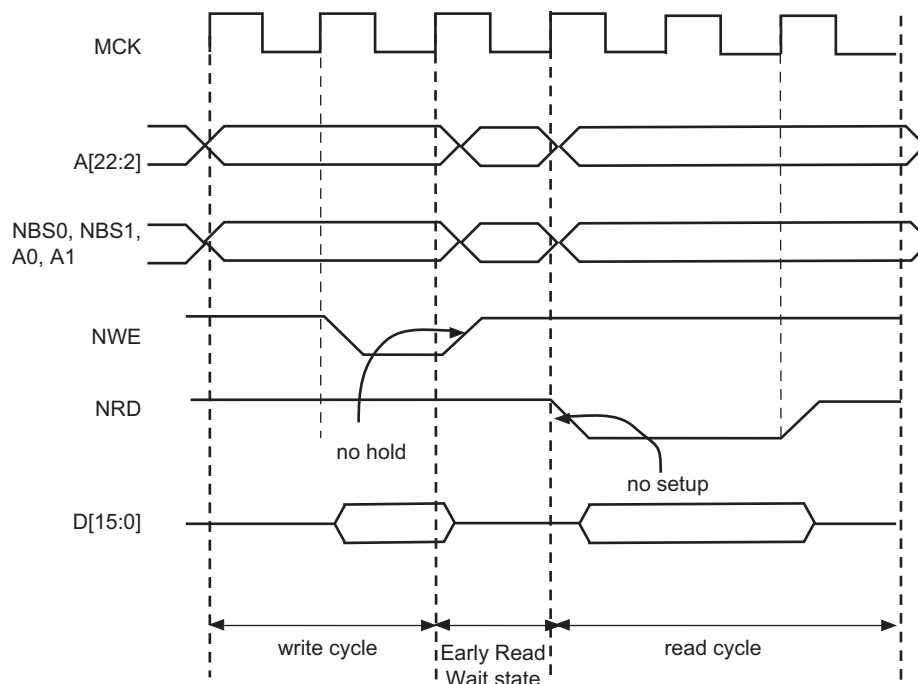 MCK
A[22:2]
NBS0, NBS1,
A0, A1
NWE
NRD
no hold
no setup
D[15:0]
write cycle
Early Read
Wait state
read cycle